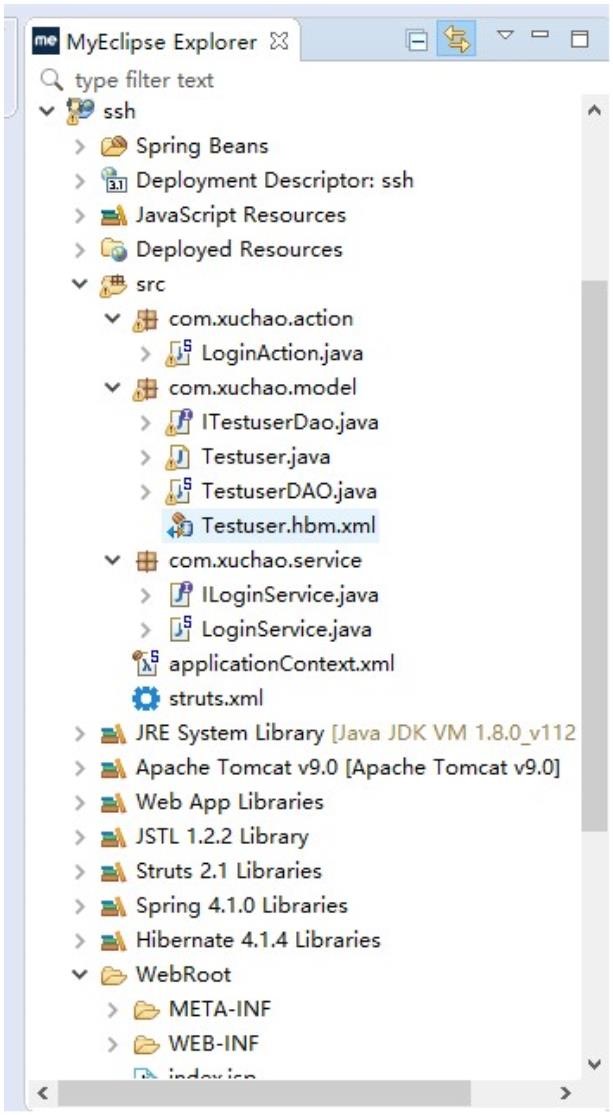 me MyEclipse Explorer
type filter text
ssh
Spring Beans
3.1 Deployment Descriptor: ssh
JavaScript Resources
Deployed Resources
src
com.xuchao.action
LoginAction.java
com.xuchao.model
ITestuserDao.java
Testuser.java
TestuserDAO.java
Testuser.hbm.xml
com.xuchao.service
ILoginService.java
LoginService.java
applicationContext.xml
struts.xml
JRE System Library [Java JDK VM 1.8.0_v112
Apache Tomcat v9.0 [Apache Tomcat v9.0]
Web App Libraries
JSTL 1.2.2 Library
Struts 2.1 Libraries
Spring 4.1.0 Libraries
Hibernate 4.1.4 Libraries
WebRoot
META-INF
WEB-INF
index.jsp